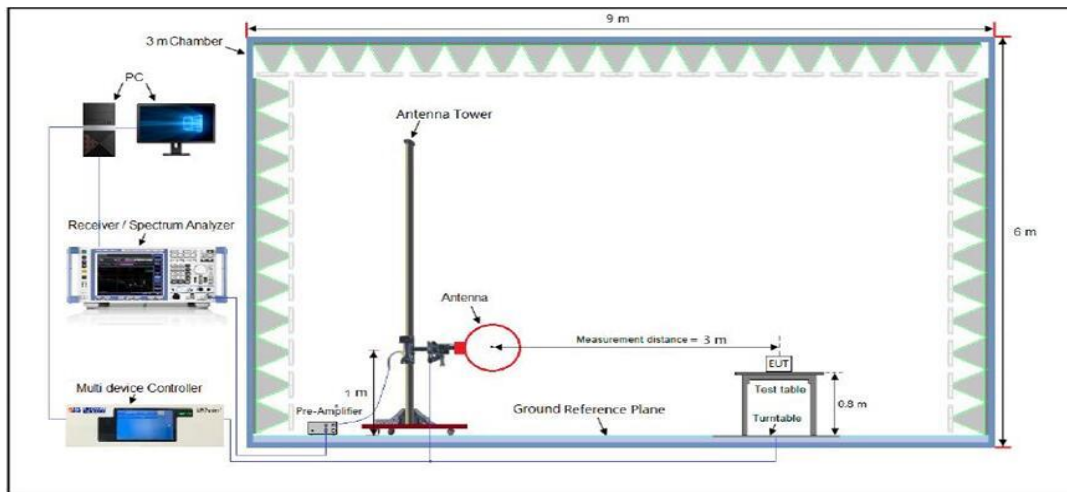 9 m
3 m Chamber
PC
Antenna Tower
Receiver / Spectrum Analyzer
6 m
Antenna
Measurement distance = 3 m
EUT
Multi device Controller
1 m
Test table
0.8 m
Pre-Amplifier
Ground Reference Plane
Turntable